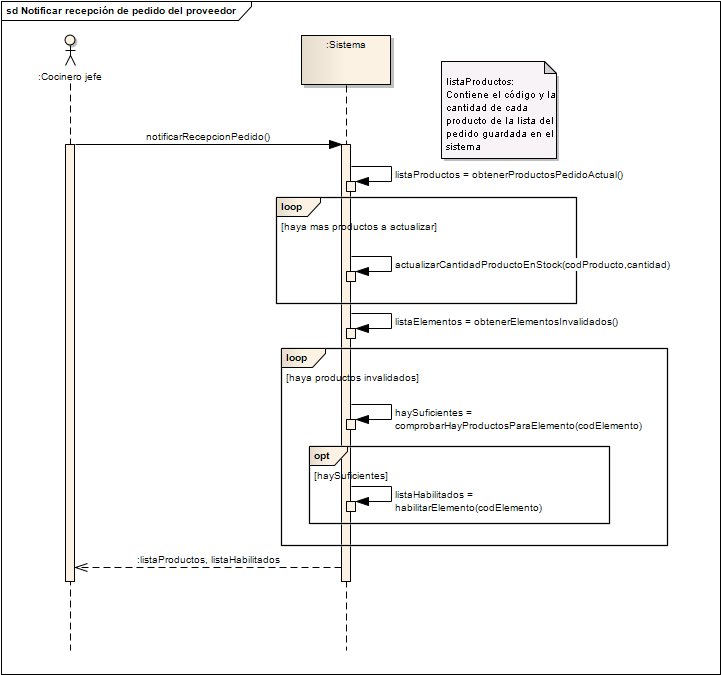 sd Notificar recepción de pedido del proveedor
:Cocinero jefe
:Sistema
listaProductos:
Contiene el código y la
cantidad de cada
producto de la lista del
pedido guardada en el
sistema
notificarRecepcionPedido()
listaProductos = obtenerProductosPedidoActual()
loop
[haya mas productos a actualizar]
actualizarCantidadProductoEnStock(codProducto,cantidad)
listaElementos = obtenerElementosInvalidados()
loop
[haya productos invalidados]
haySuficientes =
comprobarHayProductosParaElemento(codElemento)
opt
[haySuficientes]
listaHabilitados =
habilitarElemento(codElemento)
:listaProductos, listaHabilitados